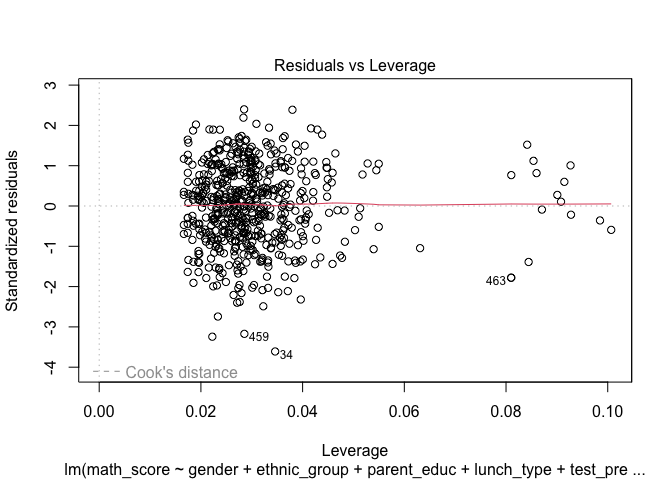 Residuals vs Leverage
Standardized residuals
3
2
1
0
-1
-2
-3
-4
463
459
34
Cook's distance
0.00 0.02 0.04 0.06 0.08 0.10
Leverage
lm(math_score ~ gender + ethnic_group + parent_educ + lunch_type + test_pre ...